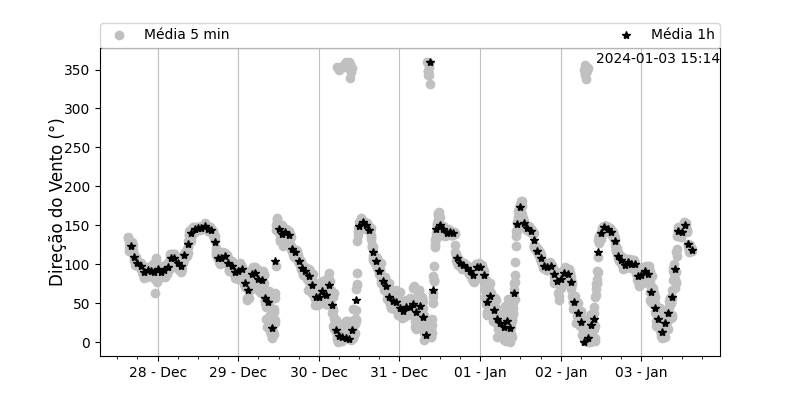 Média 5 min
Média 1h
2024-01-03 15:14
Direção do Vento (°)
350
300
250
200
150
100
50
0
28 - Dec
29 - Dec
30 - Dec
31 - Dec
01 - Jan
02 - Jan
03 - Jan